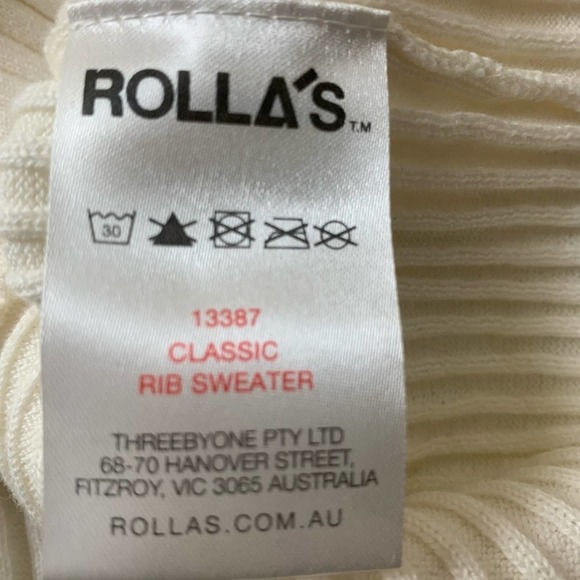 ROLLA'S T.M
30
13387
CLASSIC
RIB SWEATER
THREEBYONE PTY LTD
68-70 HANOVER STREET,
FITZROY, VIC 3065 AUSTRALIA
ROLLAS.COM.AU